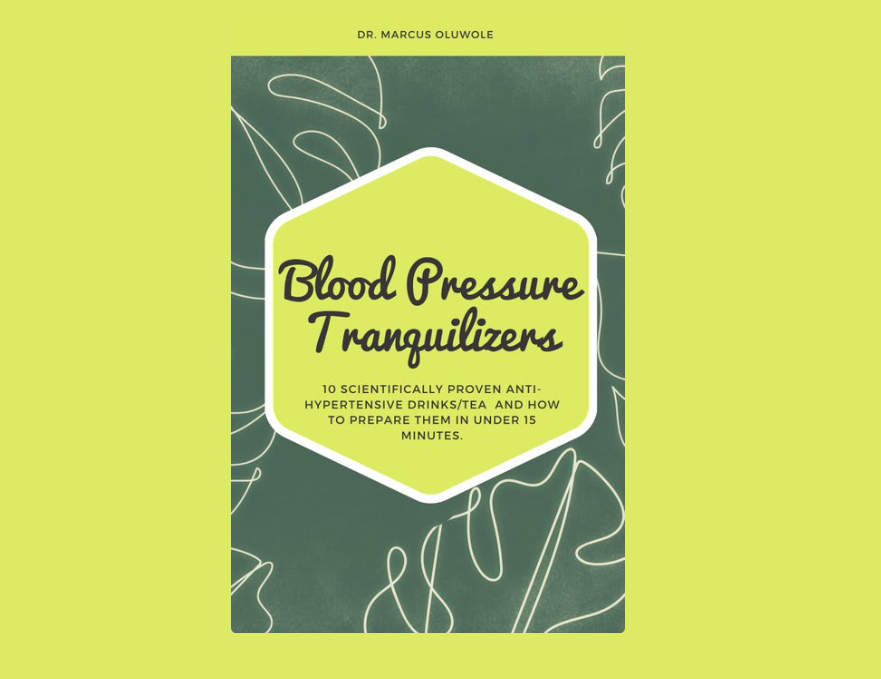 DR. MARCUS OLUWOLE
Blood Pressure
Tranquilizers
10 SCIENTIFICALLY PROVEN ANTI-
HYPERTENSIVE DRINKS/TEA AND HOW
TO PREPARE THEM IN UNDER 15
MINUTES.